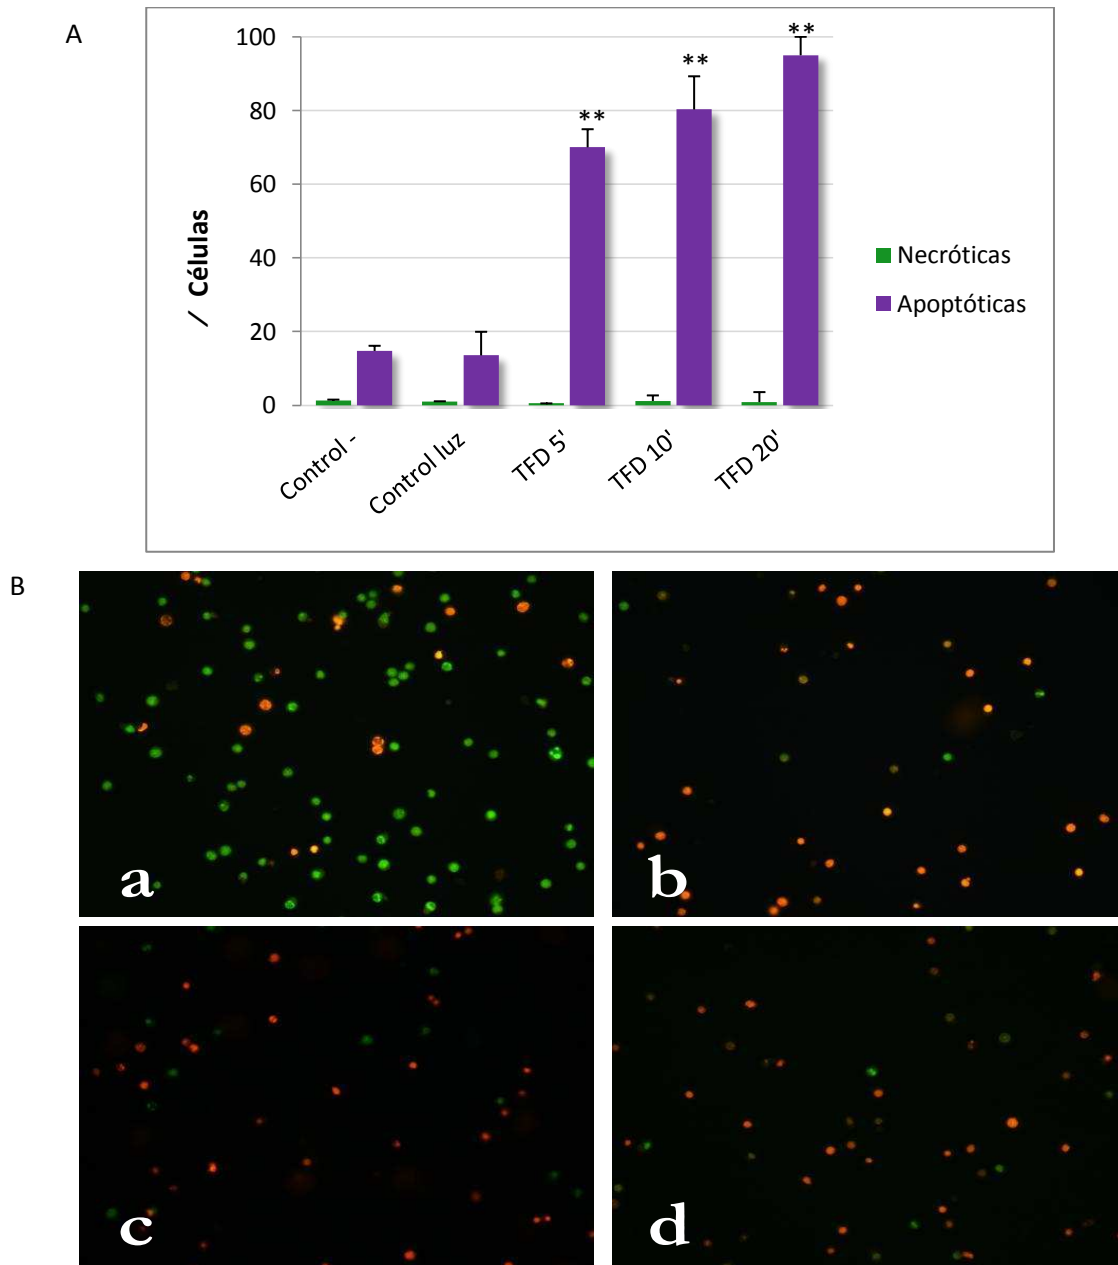 A
100
80
60
40
20
0
/ Células
**
**
**
Control -
Control luz
TFD 5'
TFD 10'
TFD 20'
Necróticas
Apoptóticas
B
a
b
c
d